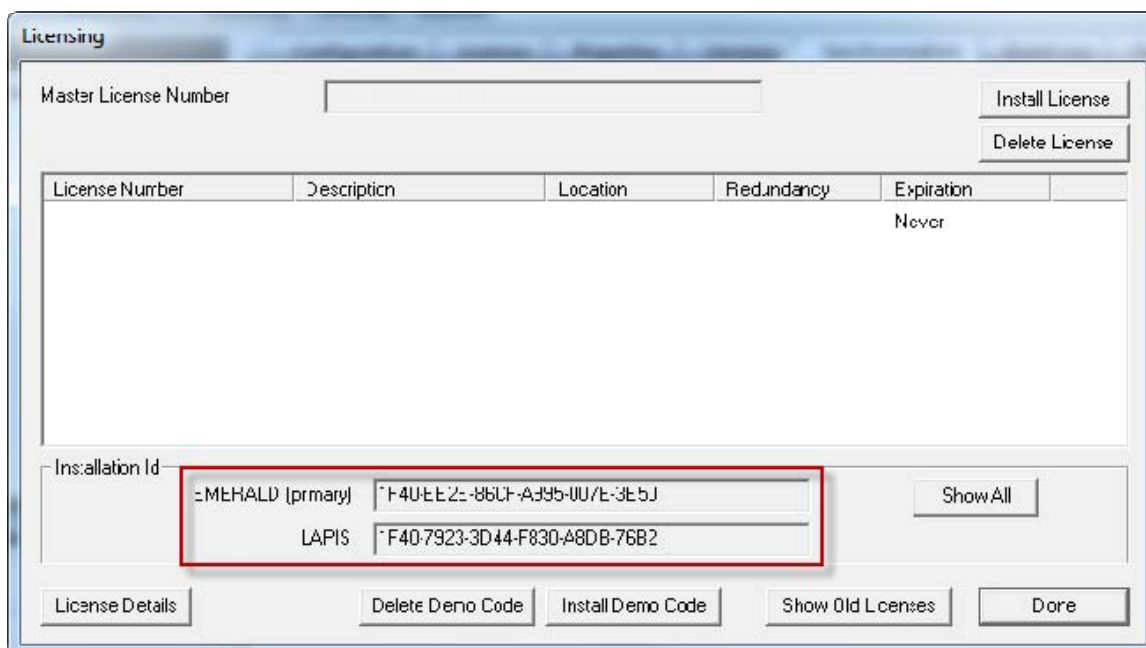 Licensing
Master License Number
Install License
Delete License
License Number Description Location Redundancy Expiration
Never
Installation Id
EMERALD (primary)
LAPIS 1F40-7923-3D44-F830-A8DB-76B2
Show All
License Details Delete Demo Code Install Demo Code Show Old Licenses Done